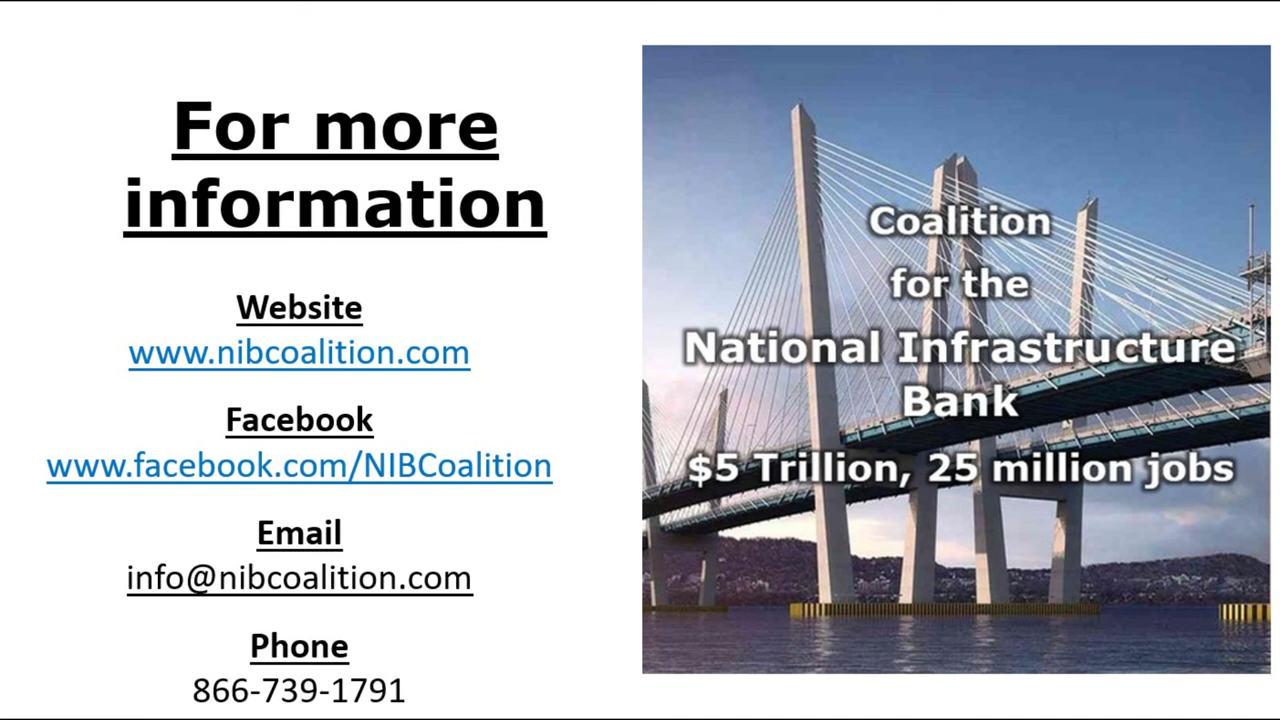 For more
information
Website
www.nibcoalition.com
Facebook
www.facebook.com/NIBCoalition
Email
info@nibcoalition.com
Phone
866-739-1791
Coalition
for the
National Infrastructure
Bank
$5 Trillion, 25 million jobs